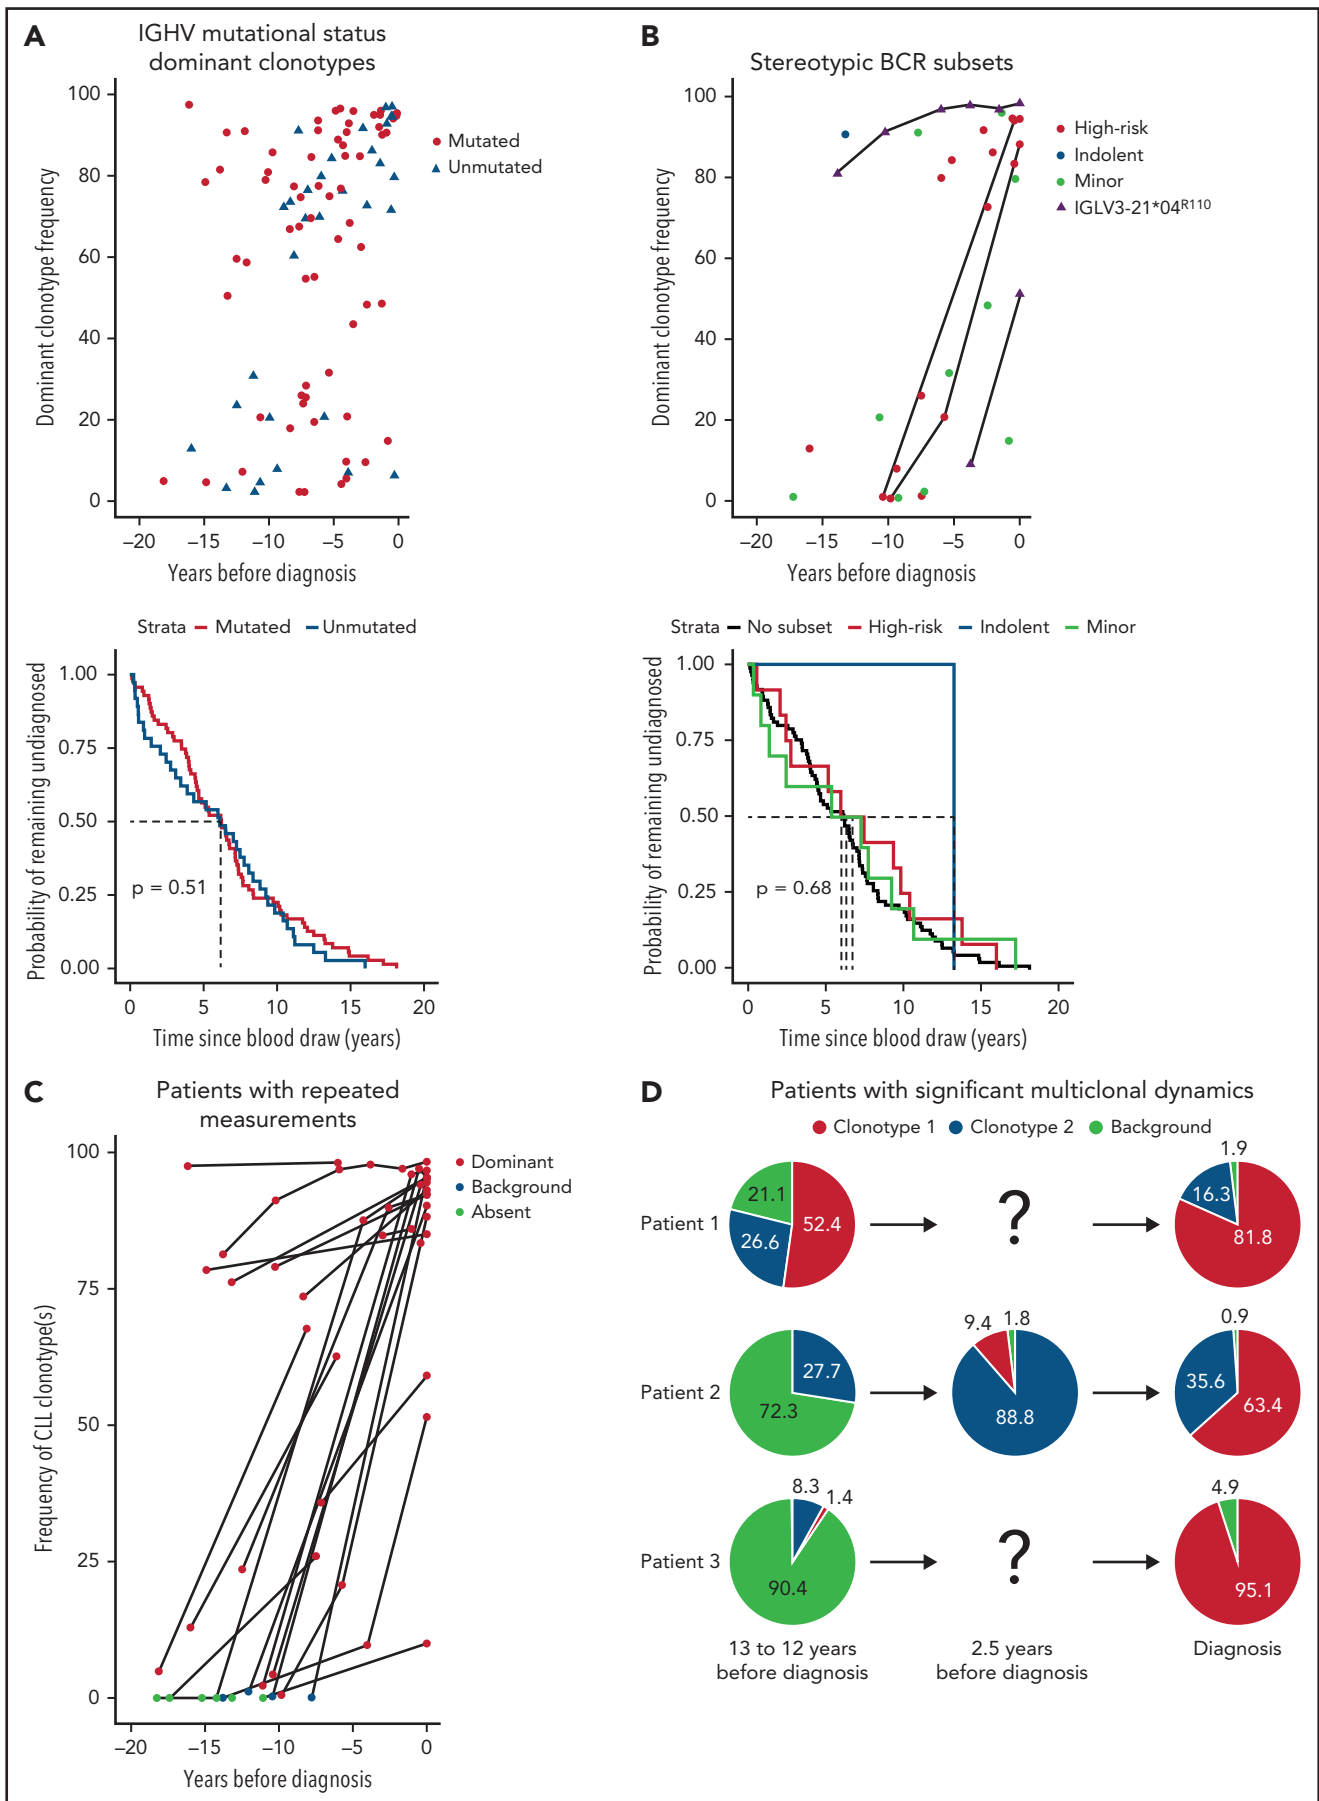 A
IGHV mutational status
dominant clonotypes
100
80
60
40
20
0
Dominant clonotype frequency
–20 –15 –10 –5 0
Years before diagnosis
Mutated
Unmutated
Strata Mutated Unmutated
1.00
0.75
0.50
0.25
0.00
Probability of remaining undiagnosed
p = 0.51
0 5 10 15 20
Time since blood draw (years)
B
Stereotypic BCR subsets
100
80
60
40
20
0
Dominant clonotype frequency
–20 –15 –10 –5 0
Years before diagnosis
High-risk
Indolent
Minor
IGLV3-21*04R110
Strata No subset High-risk Indolent Minor
1.00
0.75
0.50
0.25
0.00
Probability of remaining undiagnosed
p = 0.68
0 5 10 15 20
Time since blood draw (years)
C
Patients with repeated
measurements
100
75
50
25
0
Frequency of CLL clonotype(s)
–20 –15 –10 –5 0
Years before diagnosis
Dominant
Background
Absent
D
Patients with significant multiclonal dynamics
Clonotype 1 Clonotype 2 Background
Patient 1
21.1
52.4
26.6
?
1.9
16.3
81.8
Patient 2
27.7
72.3
9.4 1.8
88.8
0.9
35.6
63.4
Patient 3
8.3
1.4
90.4
?
4.9
95.1
13 to 12 years
before diagnosis
2.5 years
before diagnosis
Diagnosis